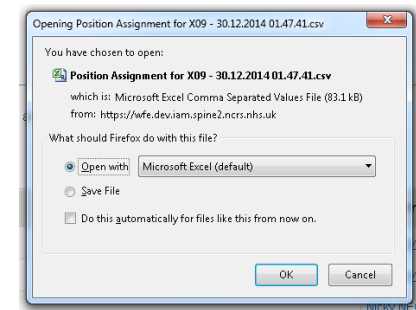 Opening Position Assignment for X09 - 30.12.2014 01.47.41.csv
You have chosen to open:
Position Assignment for X09 - 30.12.2014 01.47.41.csv
which is: Microsoft Excel Comma Separated Values File (83.1 kB)
from: https://wfe.dev.iam.spine2.ncrs.nhs.uk
What should Firefox do with this file?
Open with Microsoft Excel (default)
Save File
Do this automatically for files like this from now on.
OK Cancel